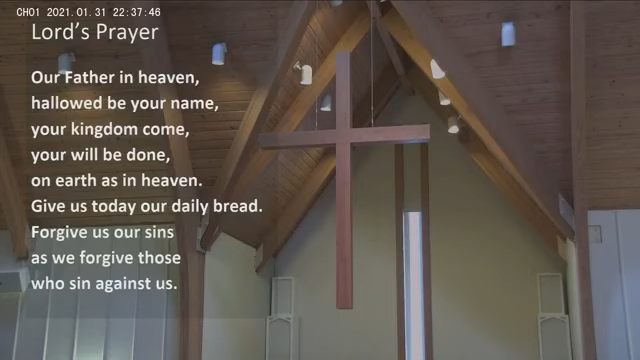 CH01 2021.01.31 22:37:46
Lord's Prayer
Our Father in heaven,
hallowed be your name,
your kingdom come,
your will be done,
on earth as in heaven.
Give us today our daily bread.
Forgive us our sins
as we forgive those
who sin against us.